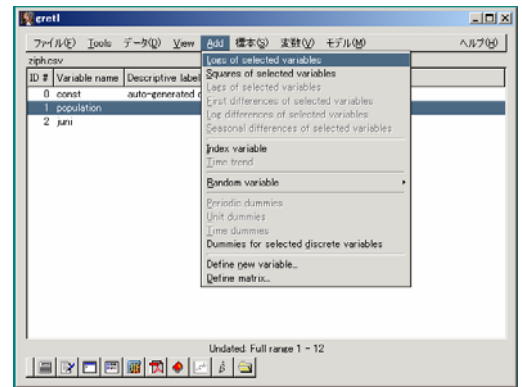 gretl
ファイル(F) Tools データ(D) View Add 標本(S) 変数(V) モデル(M) ヘルプ(H)
ziph.csv
ID # Variable name Descriptive label
0 const auto-generated c
1 population
2 juni
Logs of selected variables
Squares of selected variables
Lags of selected variables
First differences of selected variables
Log differences of selected variables
Seasonal differences of selected variables
Index variable
Time trend
Random variable
Periodic dummies
Unit dummies
Time dummies
Dummies for selected discrete variables
Define new variable...
Define matrix...
Undated: Full range 1 - 12
β